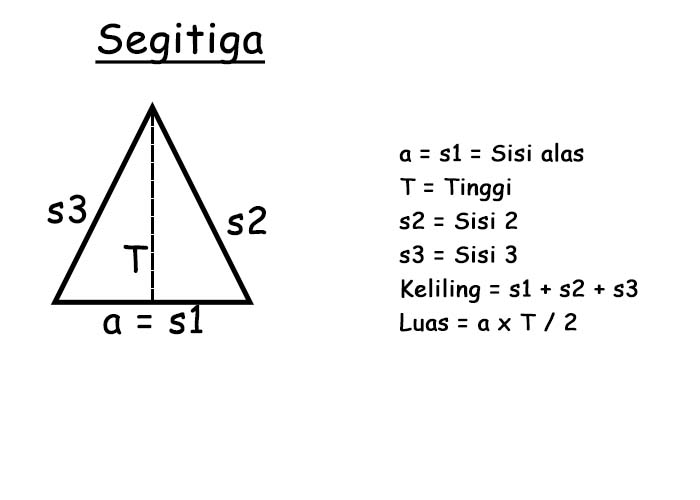 Segitiga
s3
s2
T
a = s1
a = s1 = Sisi alas
T = Tinggi
s2 = Sisi 2
s3 = Sisi 3
Keliling = s1 + s2 + s3
Luas = a x T / 2